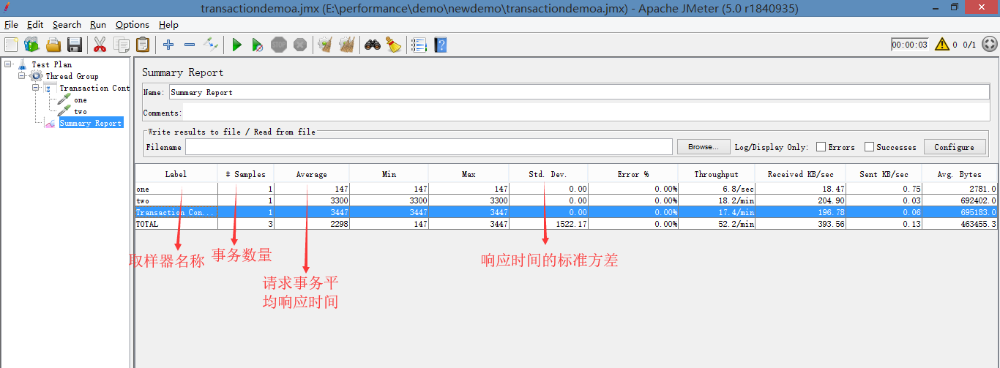 transactiondemoa.jmx (E:\performance\demo\newdemo\transactiondemoa.jmx) - Apache JMeter (5.0 r1840935)
File Edit Search Run Options Help
00:00:03 0 0/1
Test Plan
Thread Group
Transaction Cont
one
two
Summary Report
Summary Report
Name: Summary Report
Comments:
Write results to file / Read from file
Filename Browse... Log/Display Only: Errors Successes Configure
Label # Samples Average Min Max Std. Dev. Error % Throughput Received KB/sec Sent KB/sec Avg. Bytes
one 1 147 147 147 0.00 0.00% 6.8/sec 18.47 0.75 2781.0
two 1 3300 3300 3300 0.00 0.00% 18.2/min 204.90 0.03 692402.0
Transaction Con... 1 3447 3447 3447 0.00 0.00% 17.4/min 196.78 0.06 695183.0
TOTAL 3 2298 147 3447 1522.17 0.00% 52.2/min 393.56 0.13 463455.3
取样器名称
事务数量
请求事务平
均响应时间
响应时间的标准方差